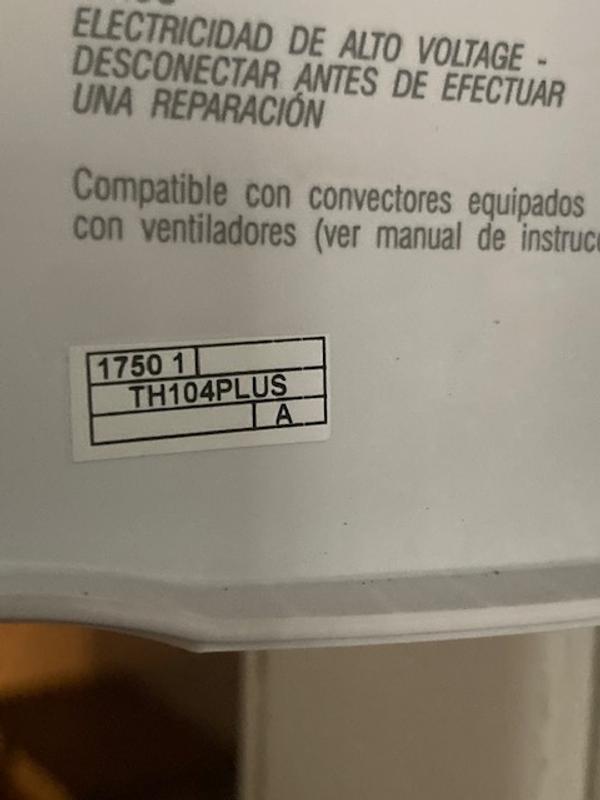 ELECTRICIDAD DE ALTO VOLTAGE -
DESCONECTAR ANTES DE EFECTUAR
UNA REPARACIÓN
Compatible con convectores equipados
con ventiladores (ver manual de instruc
1750 1
TH104PLUS
A